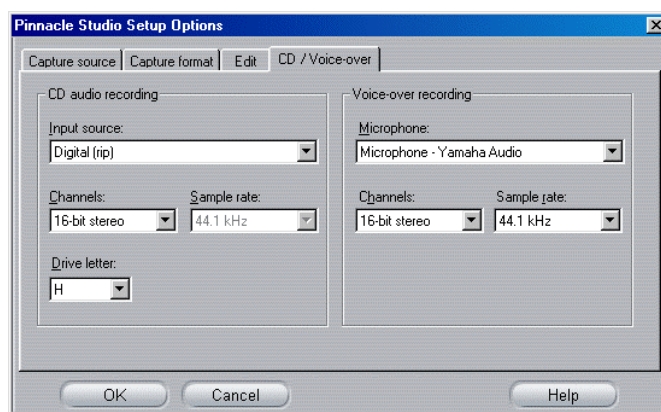 Pinnacle Studio Setup Options
Capture source Capture format Edit CD / Voice-over
CD audio recording
Input source:
Digital (rip)
Channels: Sample rate:
16-bit stereo 44.1 kHz
Drive letter:
H
Voice-over recording
Microphone:
Microphone - Yamaha Audio
Channels: Sample rate:
16-bit stereo 44.1 kHz
OK Cancel Help